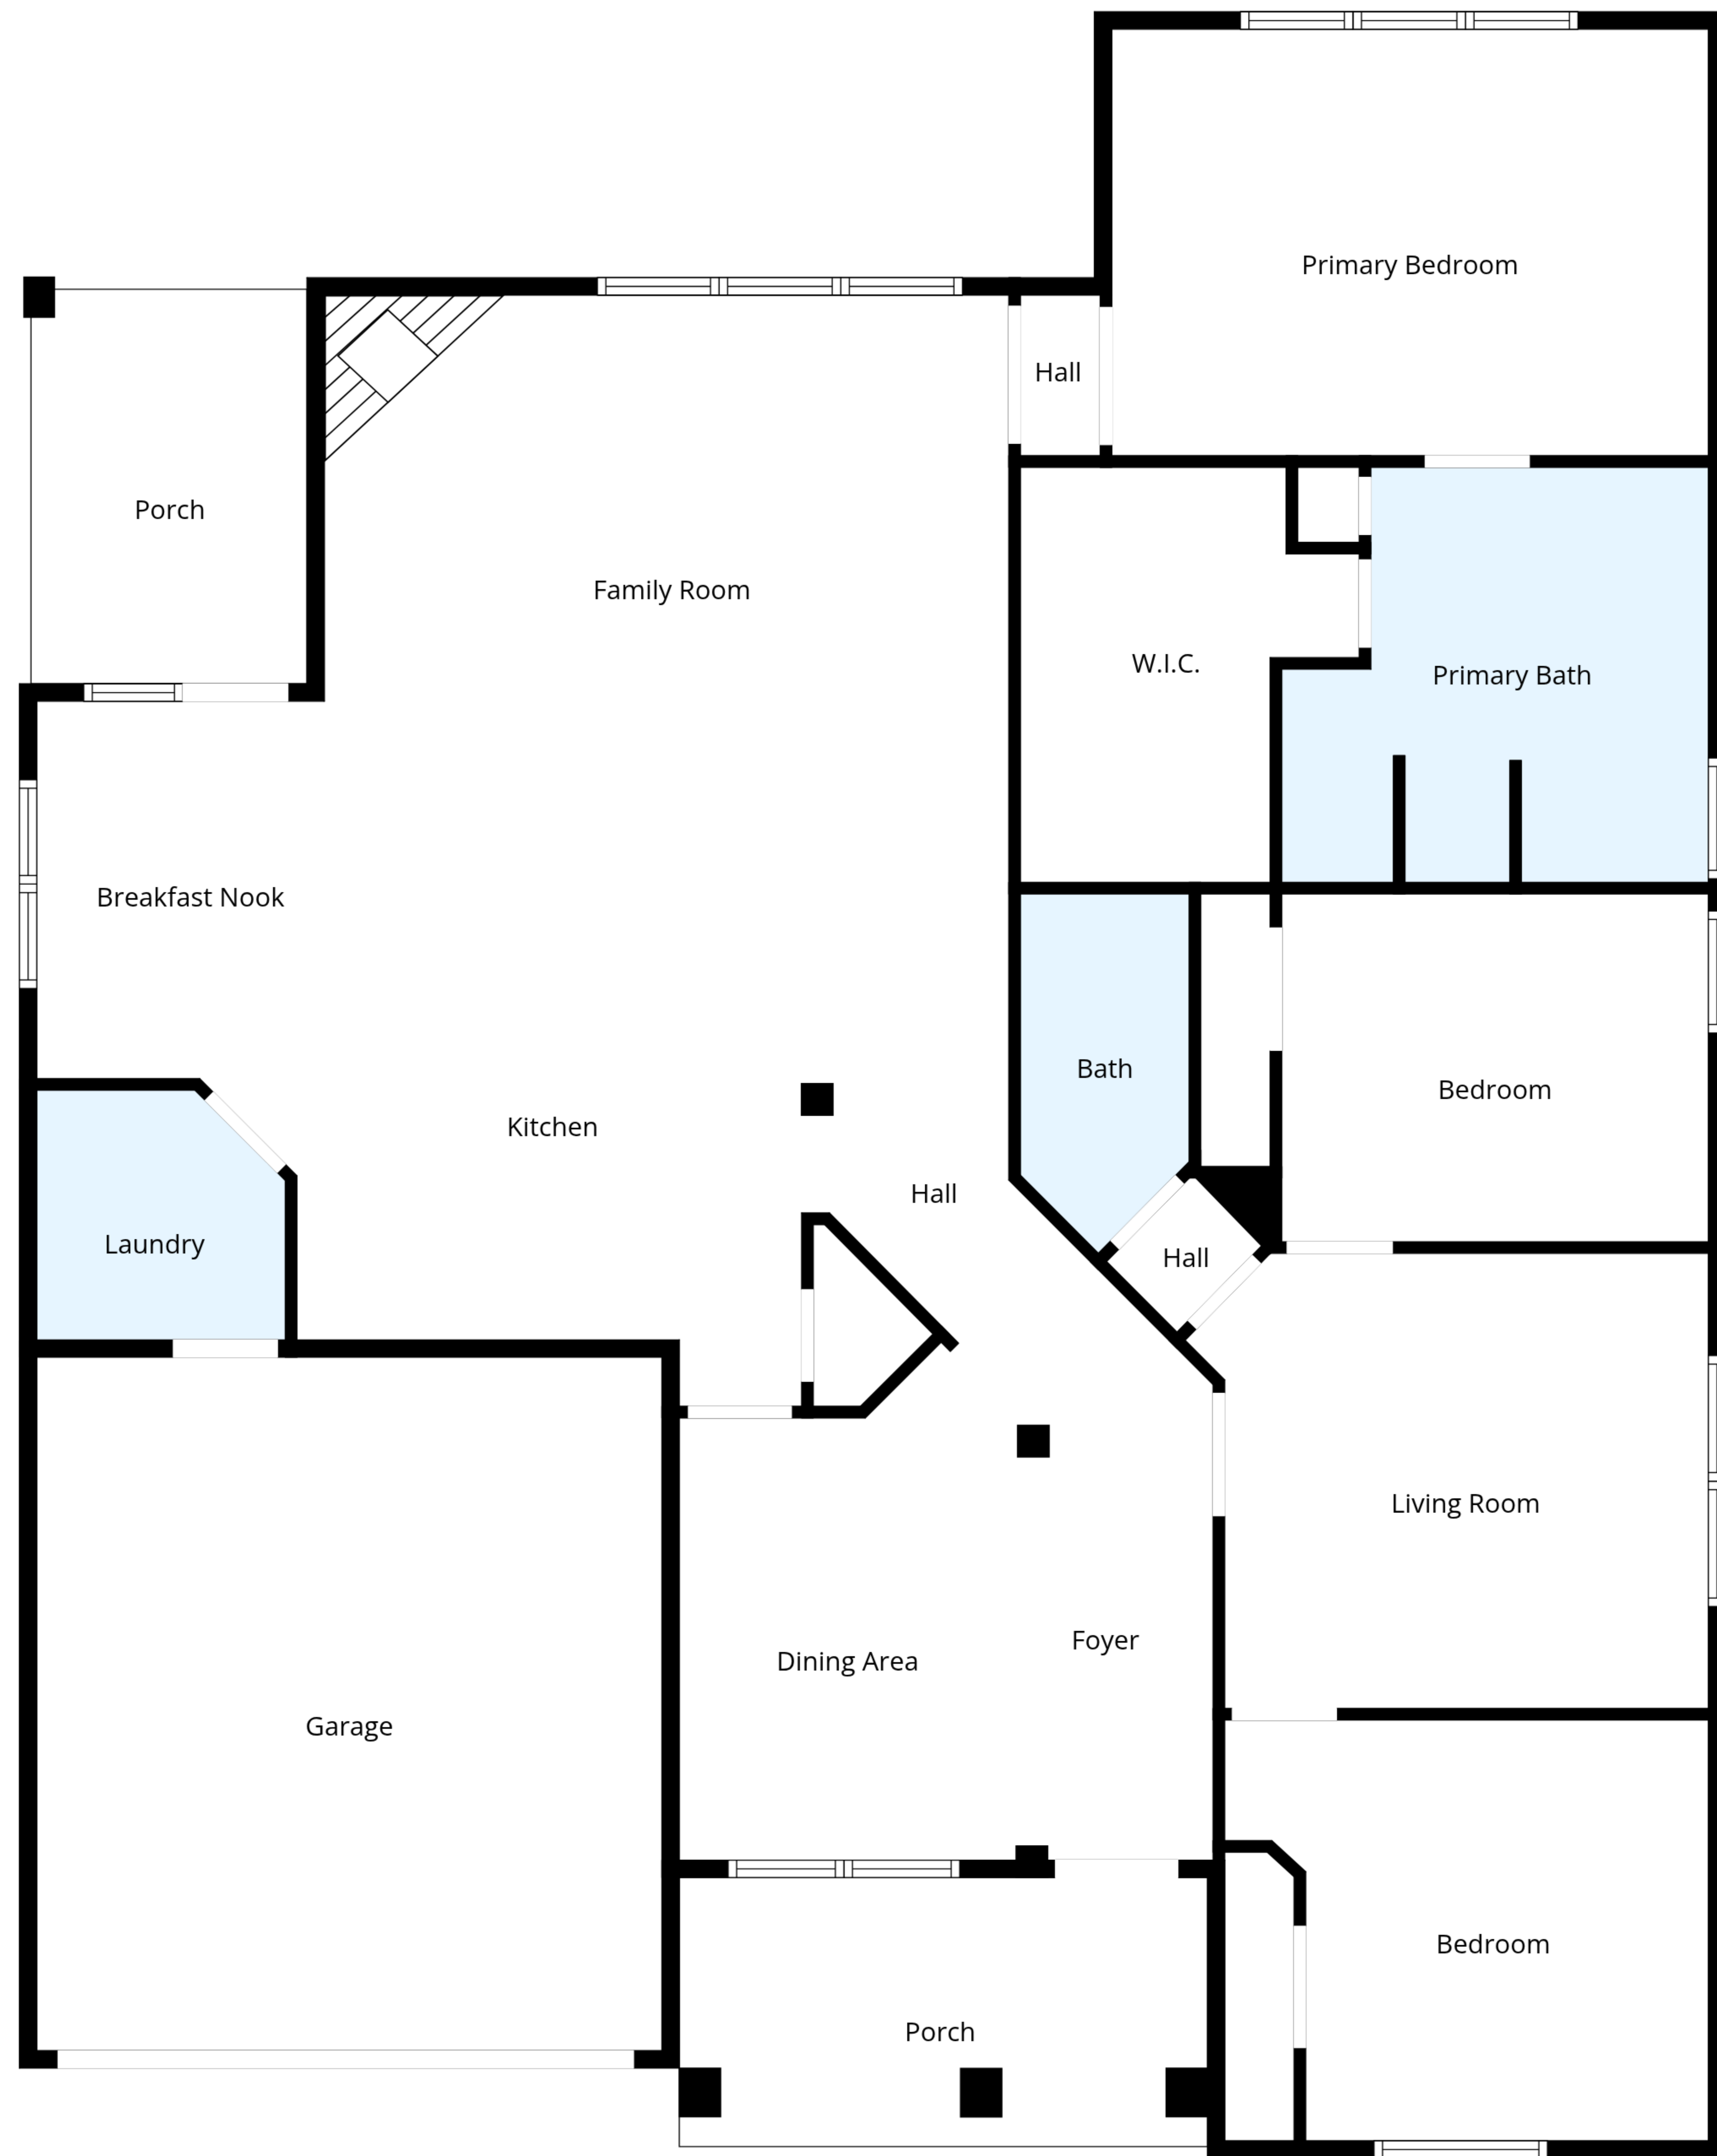 Primary Bedroom
Hall
Porch
Family Room
W.I.C.
Primary Bath
Breakfast Nook
Bath
Bedroom
Kitchen
Hall
Laundry
Hall
Living Room
Foyer
Dining Area
Garage
Bedroom
Porch